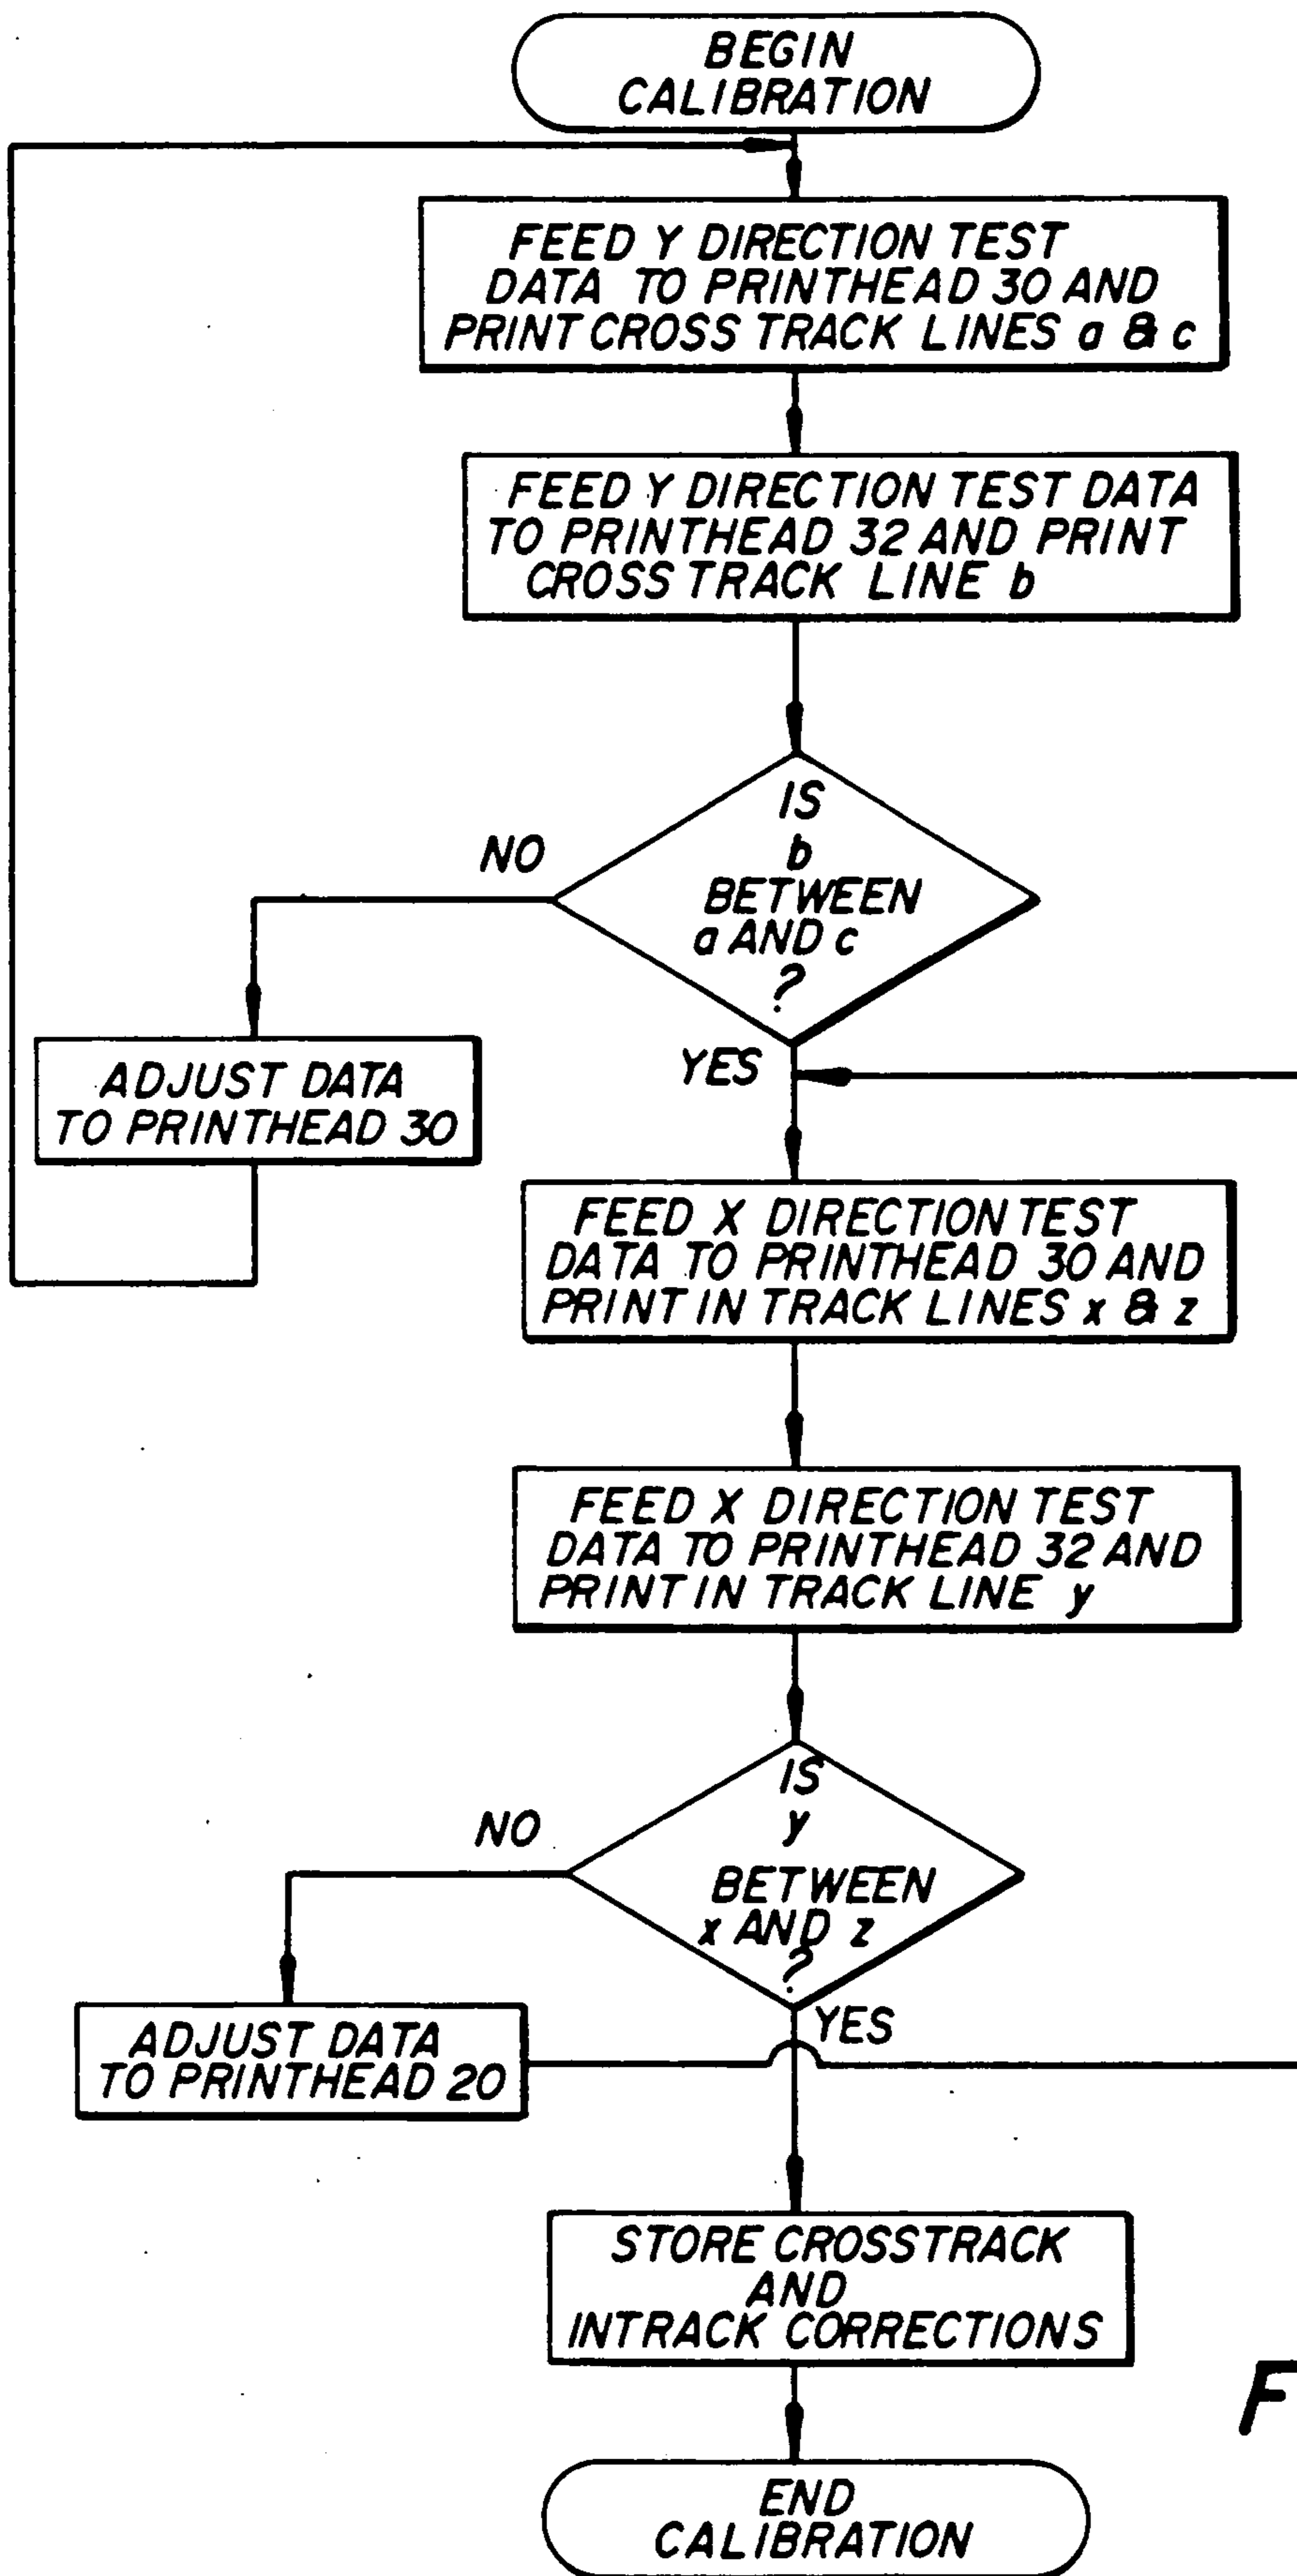 BEGIN
CALIBRATION
FEED Y DIRECTION TEST
DATA TO PRINTHEAD 30 AND
PRINT CROSS TRACK LINES a & c
FEED Y DIRECTION TEST DATA
TO PRINTHEAD 32 AND PRINT
CROSS TRACK LINE b
IS
b
BETWEEN
a AND c
?
NO
YES
ADJUST DATA
TO PRINTHEAD 30
FEED X DIRECTION TEST
DATA TO PRINTHEAD 30 AND
PRINT IN TRACK LINES x & z
FEED X DIRECTION TEST
DATA TO PRINTHEAD 32 AND
PRINT IN TRACK LINE y
IS
y
BETWEEN
x AND z
?
NO
YES
ADJUST DATA
TO PRINTHEAD 20
STORE CROSSTRACK
AND
INTRACK CORRECTIONS
F
END
CALIBRATION